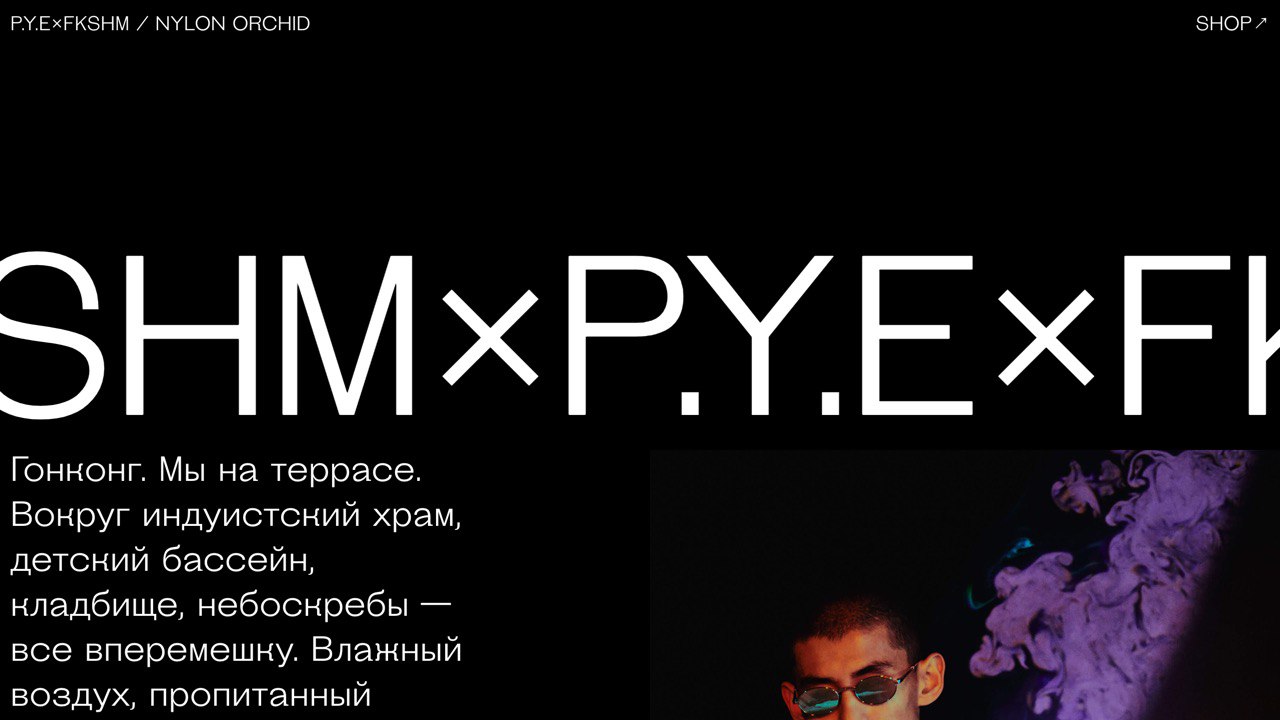 P.Y.E×FKSHM / NYLON ORCHID
SHOP↗
SHM×P.Y.E×FK
Гонконг. Мы на террасе.
Вокруг индуистский храм,
детский бассейн,
кладбище, небоскребы —
все вперемешку. Влажный
воздух, пропитанный